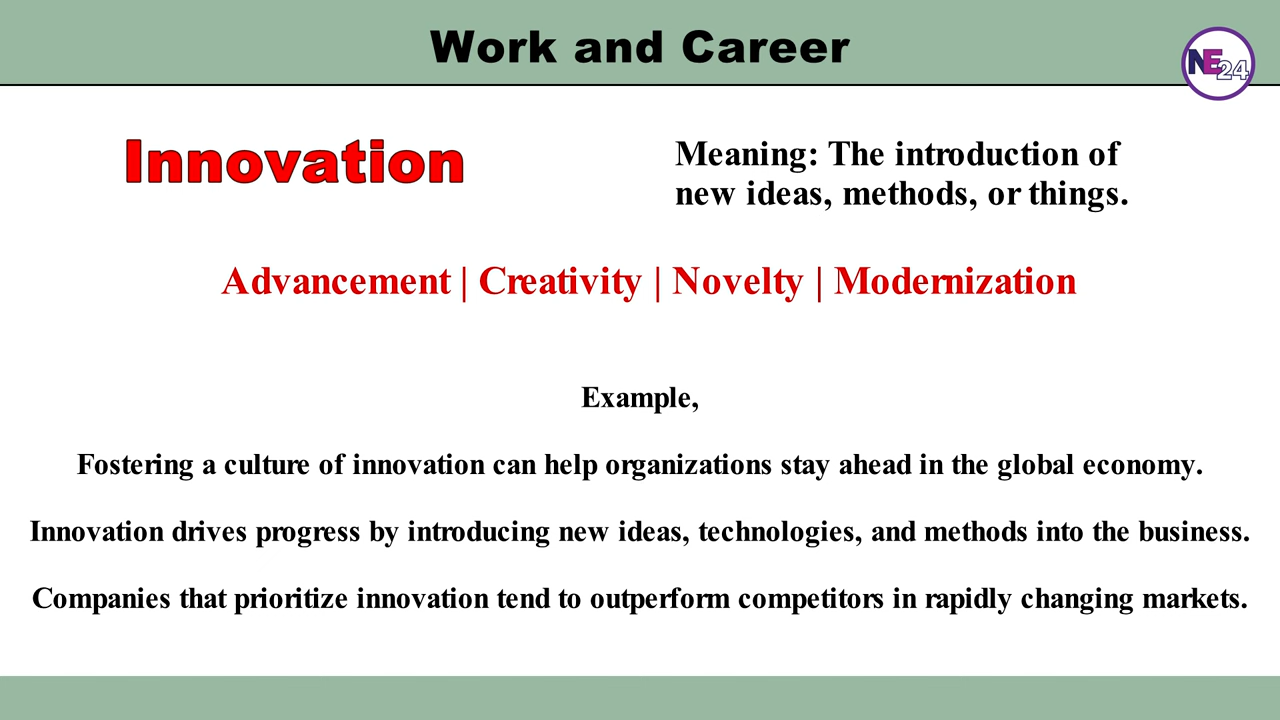 Work and Career
NE24
Innovation
Meaning: The introduction of
new ideas, methods, or things.
Advancement | Creativity | Novelty | Modernization
Example,
Fostering a culture of innovation can help organizations stay ahead in the global economy.
Innovation drives progress by introducing new ideas, technologies, and methods into the business.
Companies that prioritize innovation tend to outperform competitors in rapidly changing markets.